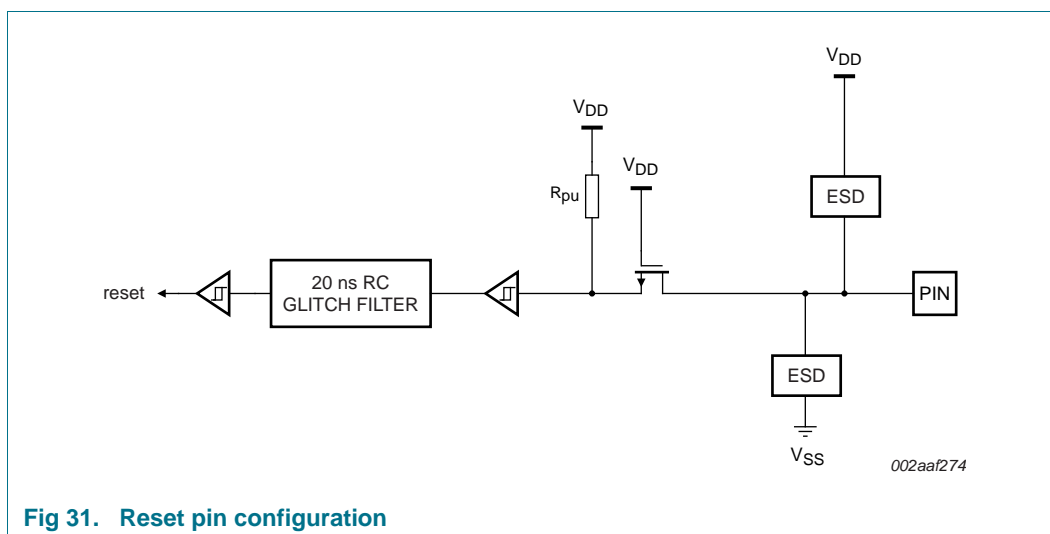 VDD
VDD
VDD
ESD
Rpu
reset
20 ns RC
GLITCH FILTER
PIN
ESD
VSS
002aaf274
Fig 31. Reset pin configuration